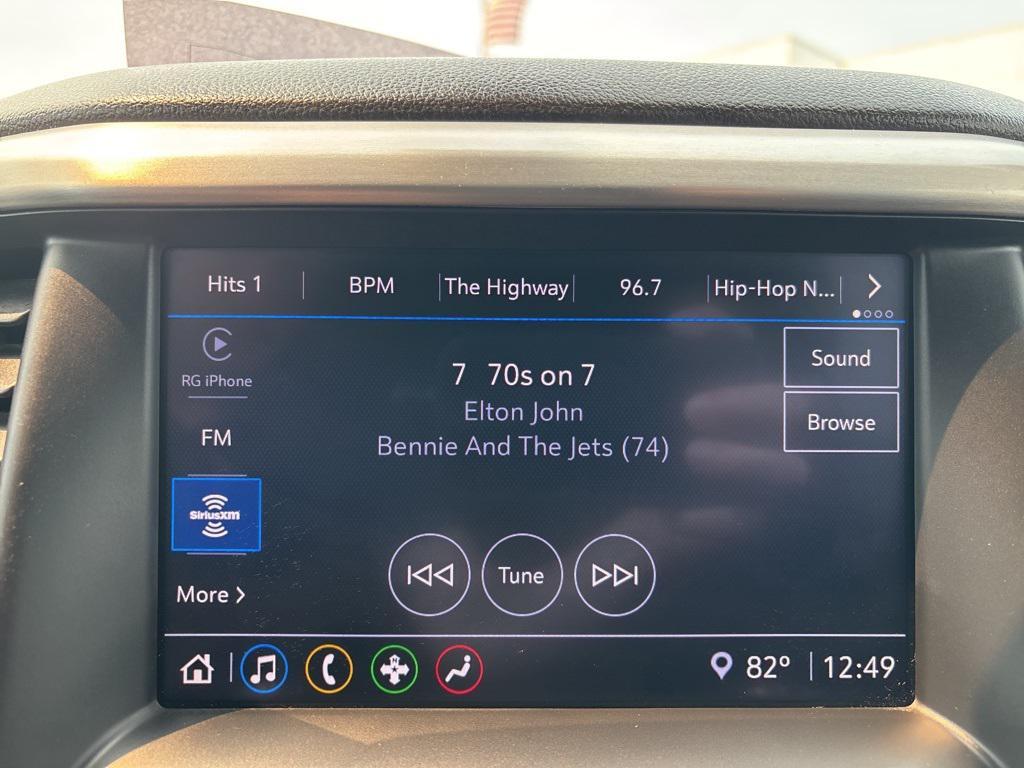 Hits 1 BPM The Highway 96.7 Hip-Hop N...
RG iPhone
FM
SiriusXM
More
7 70s on 7
Elton John
Bennie And The Jets (74)
Sound
Browse
Tune
N
82° 12:49